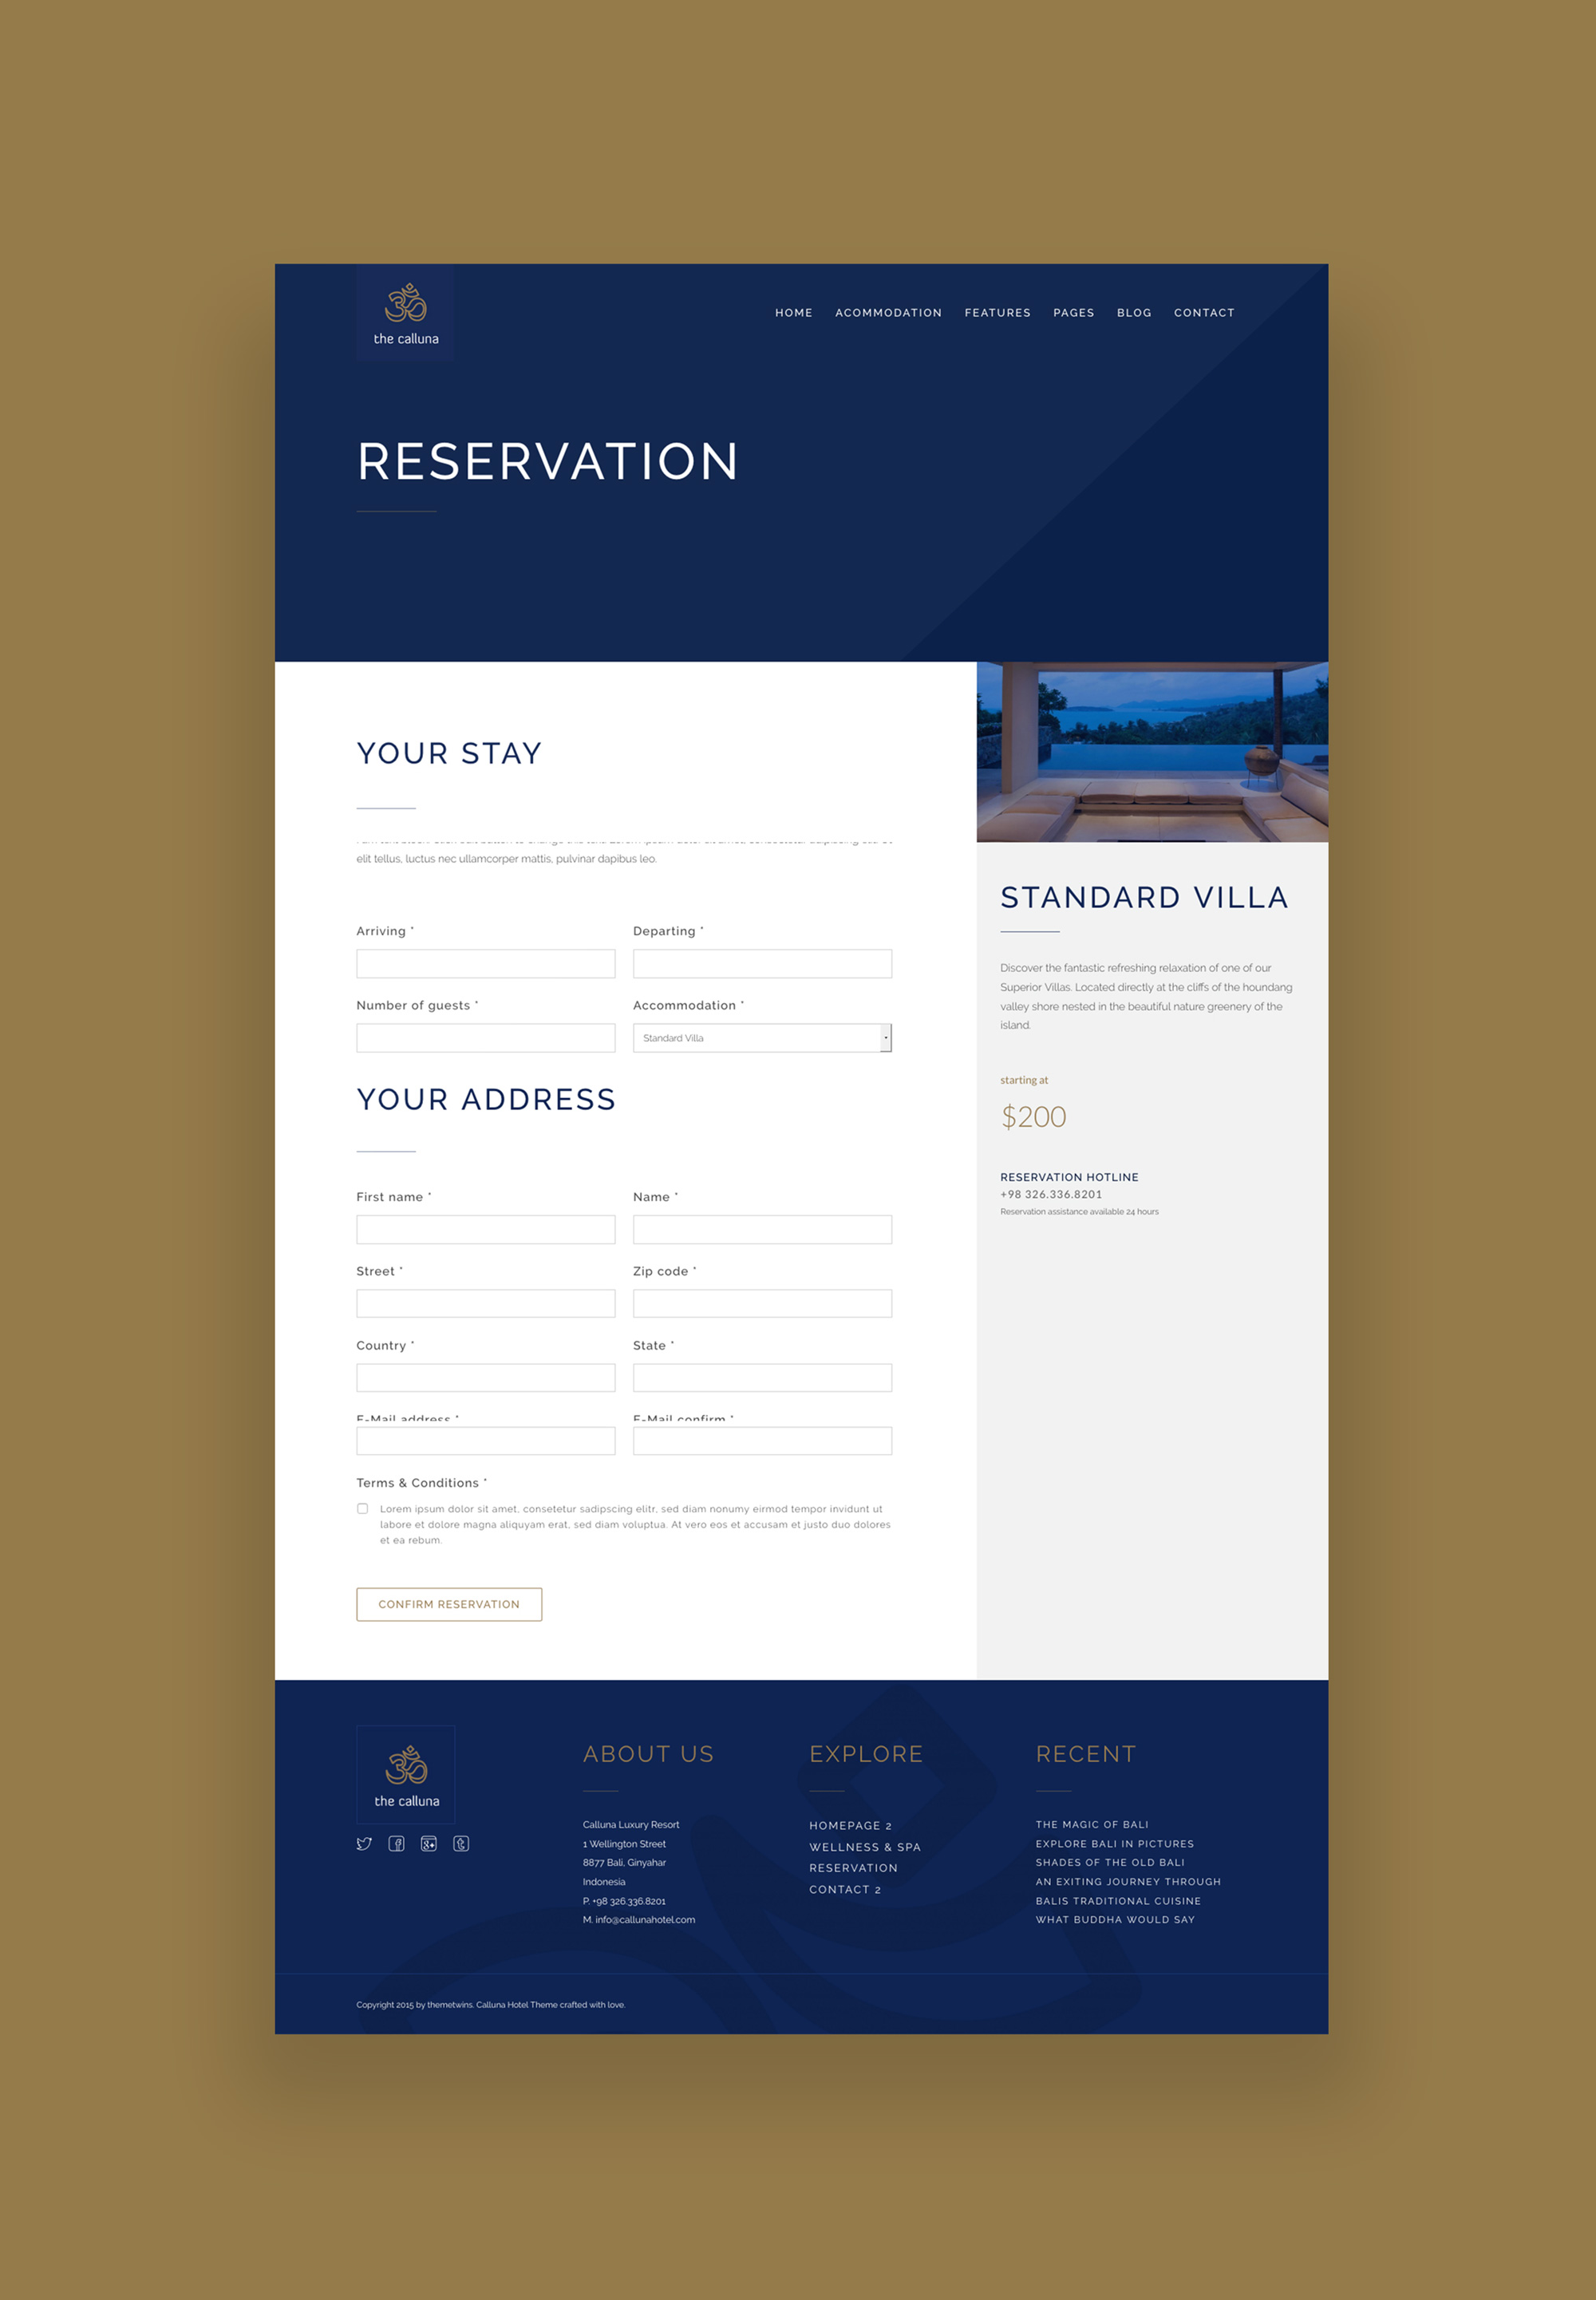 the calluna
HOME ACOMMODATION FEATURES PAGES BLOG CONTACT
RESERVATION
YOUR STAY
elit tellus, luctus nec ullamcorper mattis, pulvinar dapibus leo.
Arriving * Departing *
Number of guests * Accommodation *
Standard Villa
YOUR ADDRESS
First name * Name *
Street * Zip code *
Country * State *
E-Mail address * E-Mail confirm *
Terms & Conditions *
Lorem ipsum dolor sit amet, consetetur sadipscing elitr, sed diam nonumy eirmod tempor invidunt ut
labore et dolore magna aliquyam erat, sed diam voluptua. At vero eos et accusam et justo duo dolores
et ea rebum.
CONFIRM RESERVATION
STANDARD VILLA
Discover the fantastic refreshing relaxation of one of our
Superior Villas. Located directly at the cliffs of the houndang
valley shore nested in the beautiful nature greenery of the
island.
starting at
$200
RESERVATION HOTLINE
+98 326.336.8201
Reservation assistance available 24 hours
the calluna
ABOUT US
Calluna Luxury Resort
1 Wellington Street
8877 Bali, Ginyahar
Indonesia
P. +98 326.336.8201
M. info@callunahotel.com
EXPLORE
HOMEPAGE 2
WELLNESS & SPA
RESERVATION
CONTACT 2
RECENT
THE MAGIC OF BALI
EXPLORE BALI IN PICTURES
SHADES OF THE OLD BALI
AN EXITING JOURNEY THROUGH
BALIS TRADITIONAL CUISINE
WHAT BUDDHA WOULD SAY
Copyright 2015 by themetwins. Calluna Hotel Theme crafted with love.